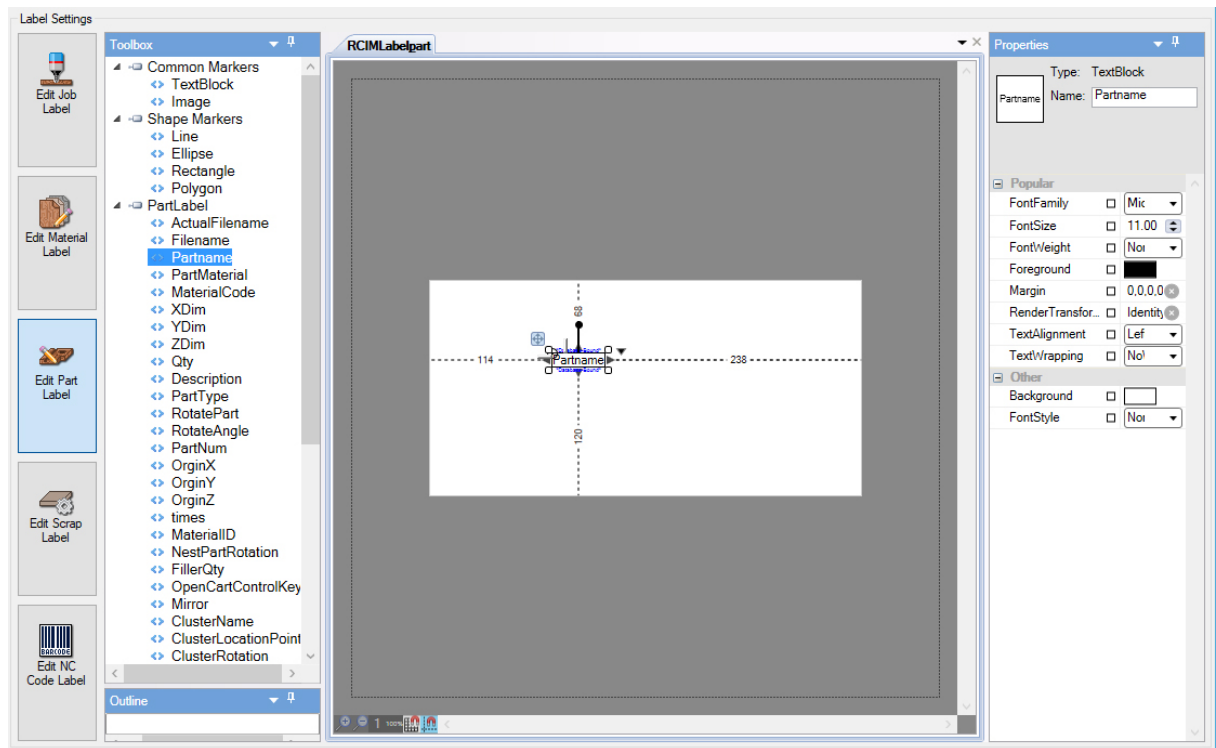 Label Settings
Edit Job
Label
Edit Material
Label
Edit Part
Label
Edit Scrap
Label
BARCODE
Edit NC
Code Label
Toolbox
Common Markers
TextBlock
Image
Shape Markers
Line
Ellipse
Rectangle
Polygon
PartLabel
ActualFilename
Filename
Partname
PartMaterial
MaterialCode
XDim
YDim
ZDim
Qty
Description
PartType
RotatePart
RotateAngle
PartNum
OrginX
OrginY
OrginZ
times
MaterialID
NestPartRotation
FillerQty
OpenCartControlKey
Mirror
ClusterName
ClusterLocationPoint
ClusterRotation
Outline
RCIMLabelpart
68
114
Partname
238
120
1 100%
Properties
Partname
Type: TextBlock
Name: Partname
Popular
FontFamily Mic
FontSize 11.00
FontWeight Nor
Foreground
Margin 0,0,0,0
RenderTransfor... Identity
TextAlignment Lef
TextWrapping No
Other
Background
FontStyle Nor